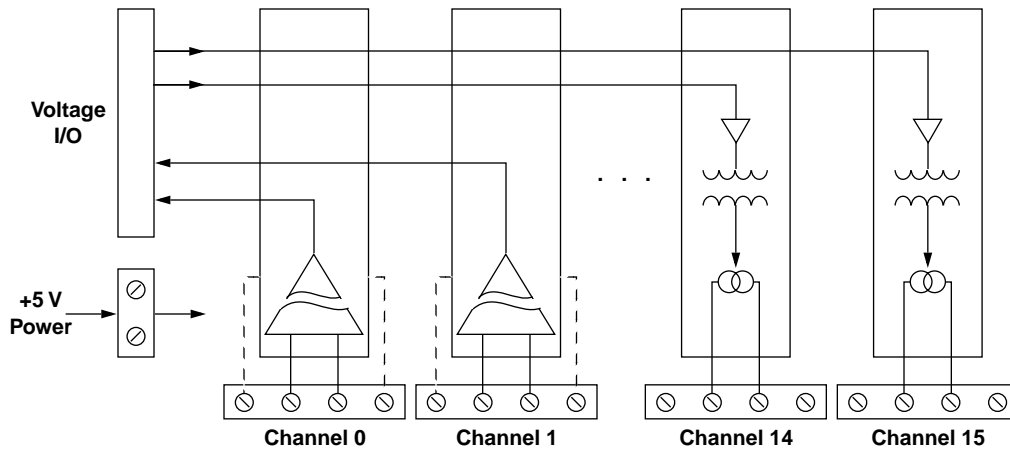 Voltage
I/O
. . .
+5 V
Power
Channel 0
Channel 1
Channel 14
Channel 15